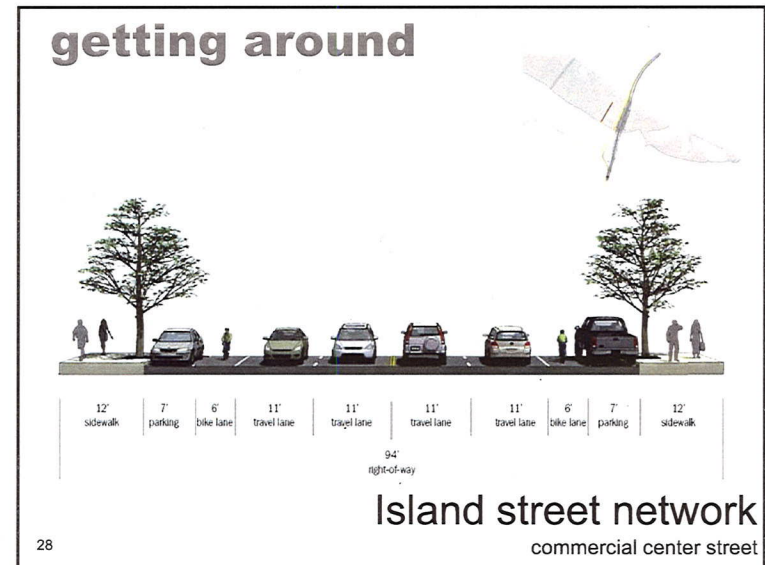 getting around
12' 7' 6' 11' 11' 11' 11' 6' 7' 12'
sidewalk parking bike lane travel lane travel lane travel lane travel lane bike lane parking sidewalk
94'
right-of-way
Island street network
28 commercial center street